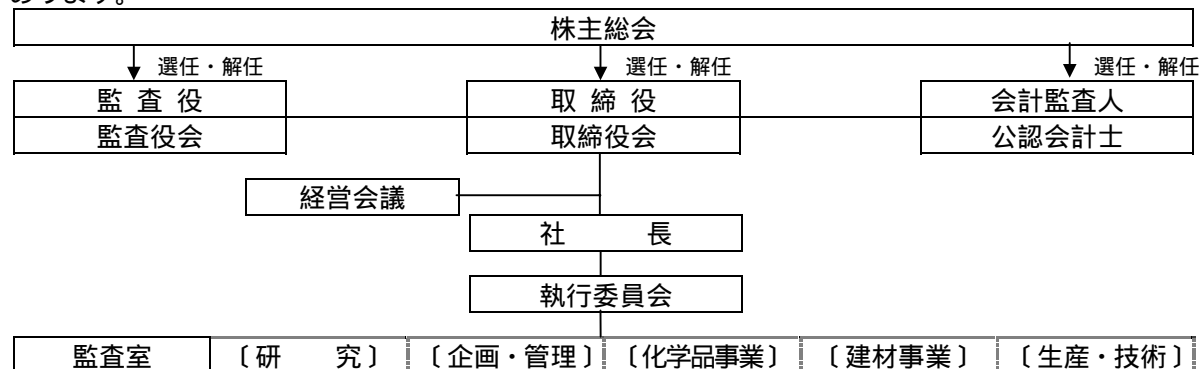 あります。
株主総会
選任・解任 選任・解任 選任・解任
監 査 役 取 締 役 会計監査人
監査役会 取締役会 公認会計士
経営会議
社 長
執行委員会
監査室 〔研 究〕 〔企画・管理〕 〔化学品事業〕 〔建材事業〕 〔生産・技術〕